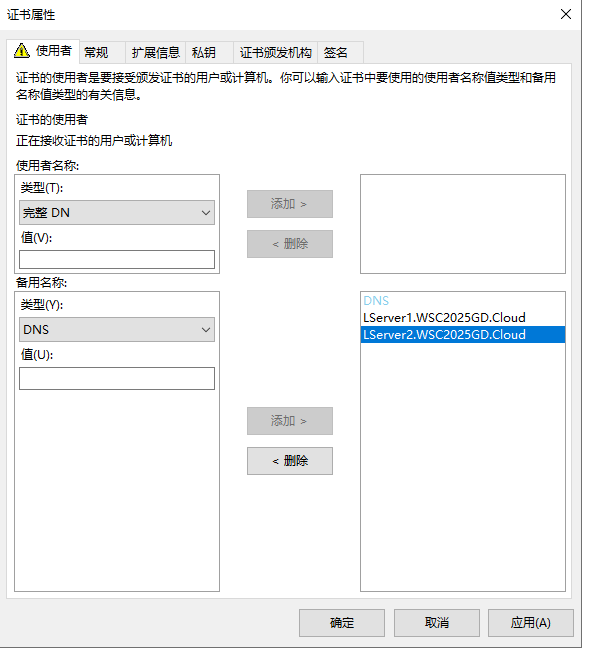 证书属性
使用者 常规 扩展信息 私钥 证书颁发机构 签名
证书的使用者是要接受颁发证书的用户或计算机。你可以输入证书中要使用的使用者名称值类型和备用
名称值类型的有关信息。
证书的使用者
正在接收证书的用户或计算机
使用者名称:
类型(T):
完整 DN
值(V):
添加 >
< 删除
备用名称:
类型(Y):
DNS
值(U):
添加 >
< 删除
DNS
LServer1.WSC2025GD.Cloud
LServer2.WSC2025GD.Cloud
确定 取消 应用(A)